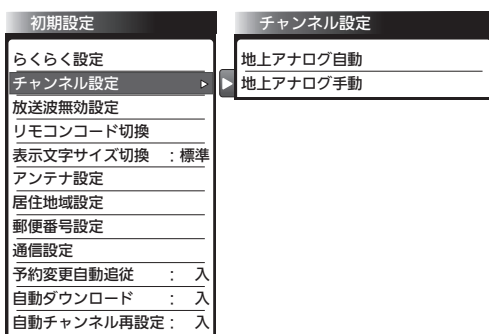 初期設定
らくらく設定
チャンネル設定
放送波無効設定
リモコンコード切換
表示文字サイズ切換 ：標準
アンテナ設定
居住地域設定
郵便番号設定
通信設定
予約変更自動追従 ： 入
自動ダウンロード ： 入
自動チャンネル再設定： 入
チャンネル設定
地上アナログ自動
地上アナログ手動